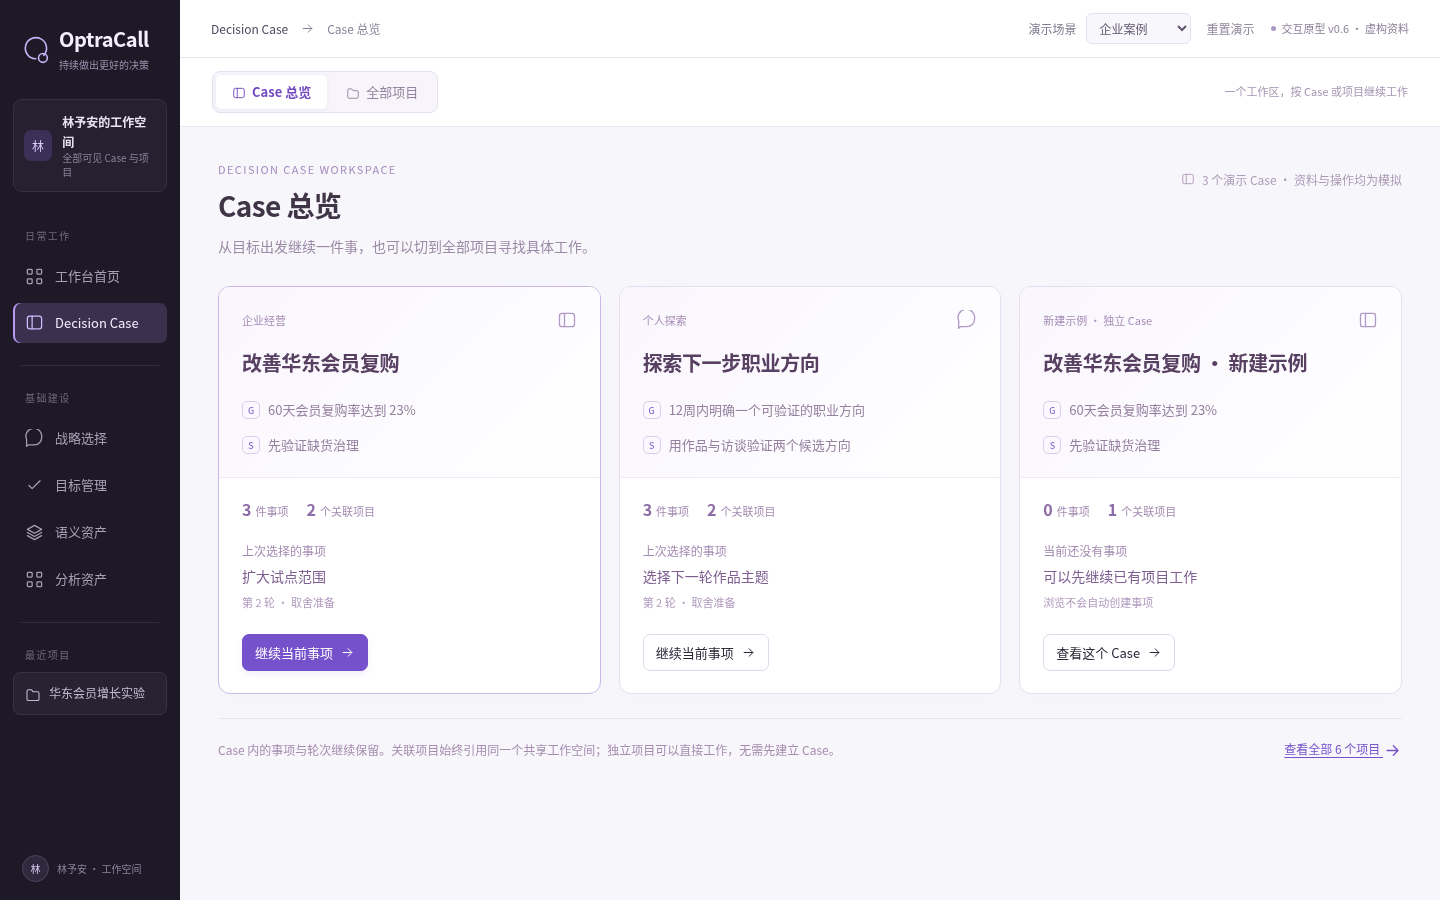 OptraCall
持续做出更好的决策
林
林予安的工作空
间
全部可见 Case 与项
目
日常工作
工作台首页
Decision Case
基础建设
战略选择
目标管理
语义资产
分析资产
最近项目
华东会员增长实验
林
林予安 · 工作空间
Decision Case → Case 总览
演示场景
企业案例
重置演示
交互原型 v0.6 · 虚构资料
Case 总览
全部项目
一个工作区，按 Case 或项目继续工作
DECISION CASE WORKSPACE
Case 总览
从目标出发继续一件事，也可以切到全部项目寻找具体工作。
3 个演示 Case · 资料与操作均为模拟
企业经营
改善华东会员复购
G 60天会员复购率达到 23%
S 先验证缺货治理
3 件事项 2 个关联项目
上次选择的事项
扩大试点范围
第 2 轮 · 取舍准备
继续当前事项 →
个人探索
探索下一步职业方向
G 12周内明确一个可验证的职业方向
S 用作品与访谈验证两个候选方向
3 件事项 2 个关联项目
上次选择的事项
选择下一轮作品主题
第 2 轮 · 取舍准备
继续当前事项 →
新建示例 · 独立 Case
改善华东会员复购 · 新建示例
G 60天会员复购率达到 23%
S 先验证缺货治理
0 件事项 1 个关联项目
当前还没有事项
可以先继续已有项目工作
浏览不会自动创建事项
查看这个 Case →
Case 内的事项与轮次继续保留。关联项目始终引用同一个共享工作空间；独立项目可以直接工作，无需先建立 Case。
查看全部 6 个项目 →